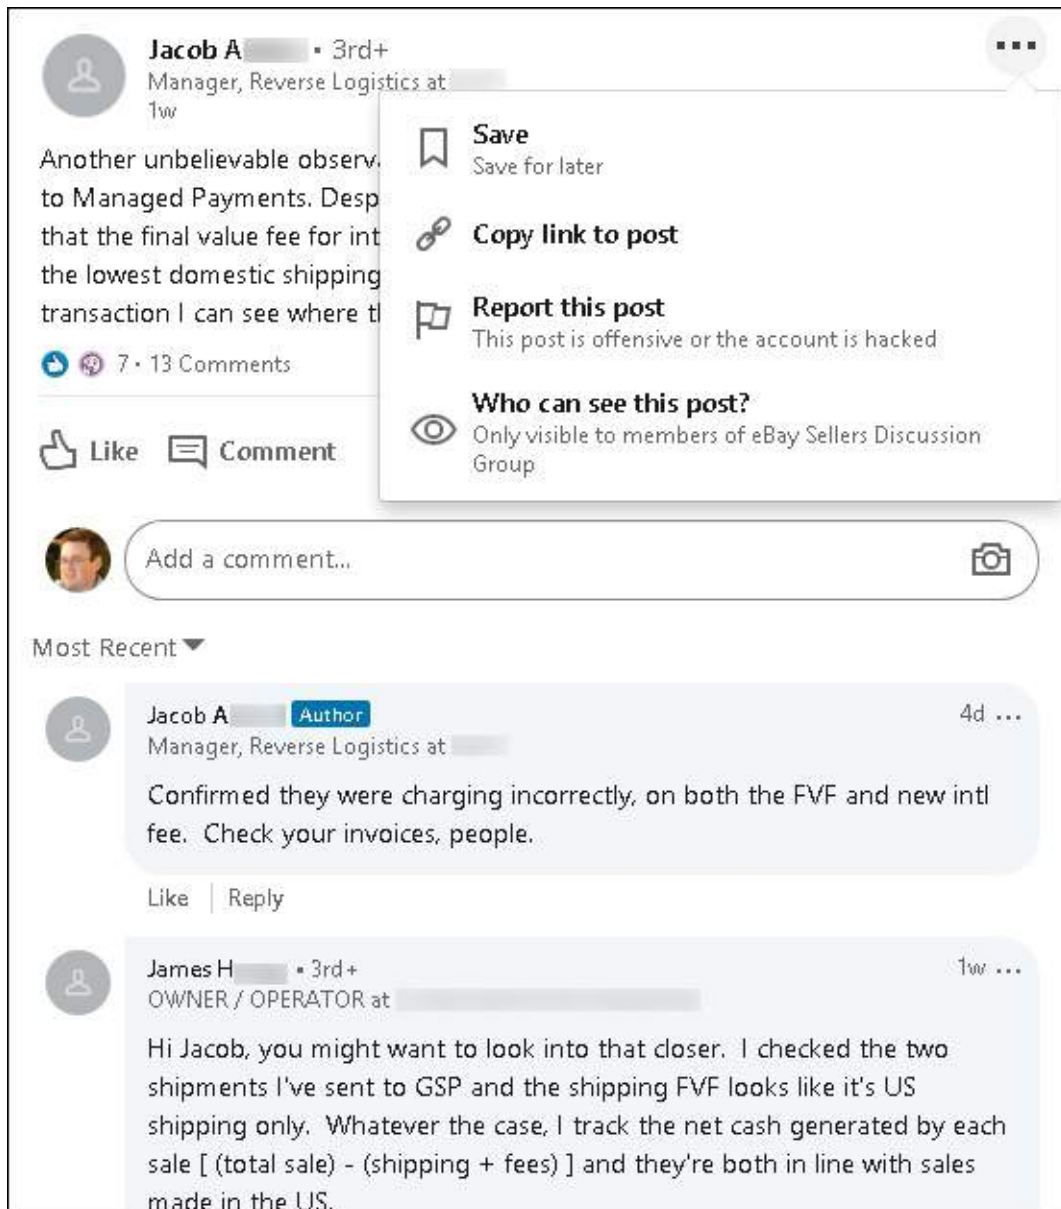 Jacob A • 3rd+
Manager, Reverse Logistics at
1w
Another unbelievable observ
to Managed Payments. Desp
that the final value fee for int
the lowest domestic shipping
transaction I can see where
7 • 13 Comments
Like Comment
Save
Save for later
Copy link to post
Report this post
This post is offensive or the account is hacked
Who can see this post?
Only visible to members of eBay Sellers Discussion
Group
Add a comment...
Most Recent
Jacob A Author 4d ...
Manager, Reverse Logistics at
Confirmed they were charging incorrectly, on both the FVF and new intl
fee. Check your invoices, people.
Like | Reply
James H • 3rd+ 1w ...
OWNER / OPERATOR at
Hi Jacob, you might want to look into that closer. I checked the two
shipments I've sent to GSP and the shipping FVF looks like it's US
shipping only. Whatever the case, I track the net cash generated by each
sale [ (total sale) - (shipping + fees) ] and they're both in line with sales
made in the US.